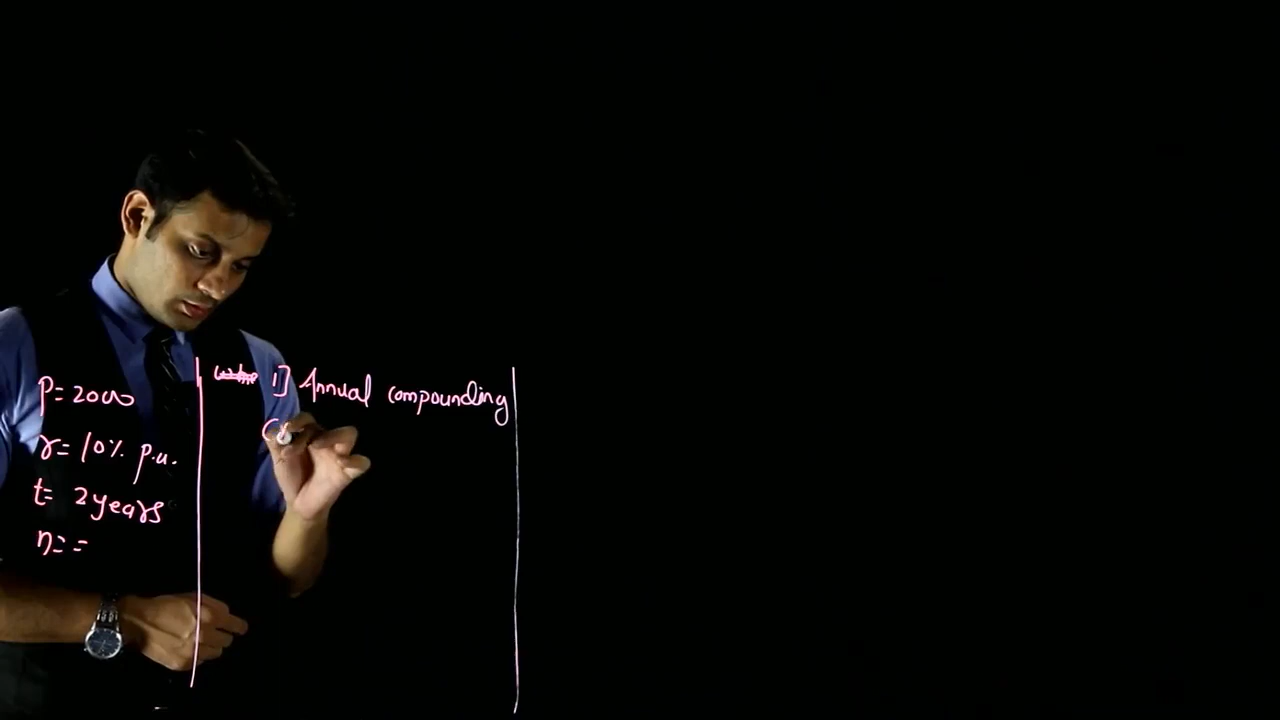 P= 2000
r= 10% p.a.
t= 2 years
n= =
1] Annual compounding